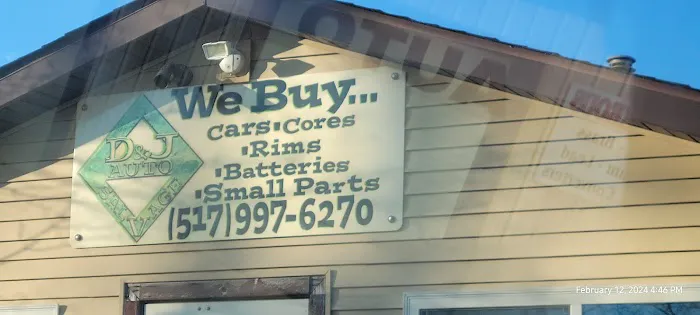 We Buy...
Cars Cores
Rims
Batteries
Small Parts
(517)997-6270
D&J
AUTO
SALVAGE
AUTO
February 12, 2024 4:46 PM